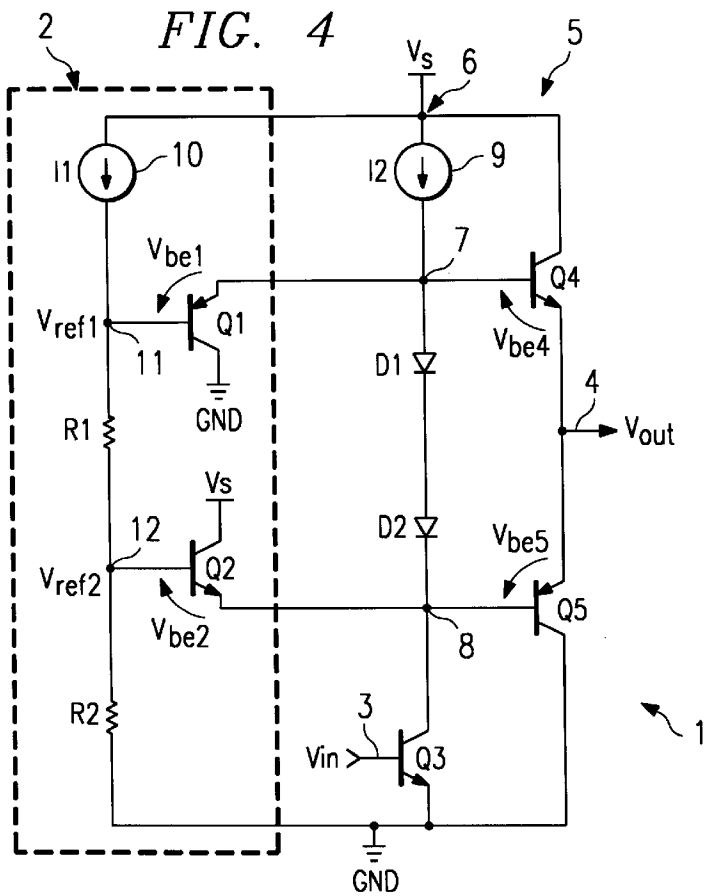 FIG. 4
2
Vs
6
5
I1
10
I2
9
Vbe1
7
Q4
Vref1
11
Q1
Vbe4
GND
D1
R1
4
Vout
Vs
12
D2
Vref2
Q2
Vbe5
Vbe2
8
Q5
R2
3
Vin
Q3
1
GND